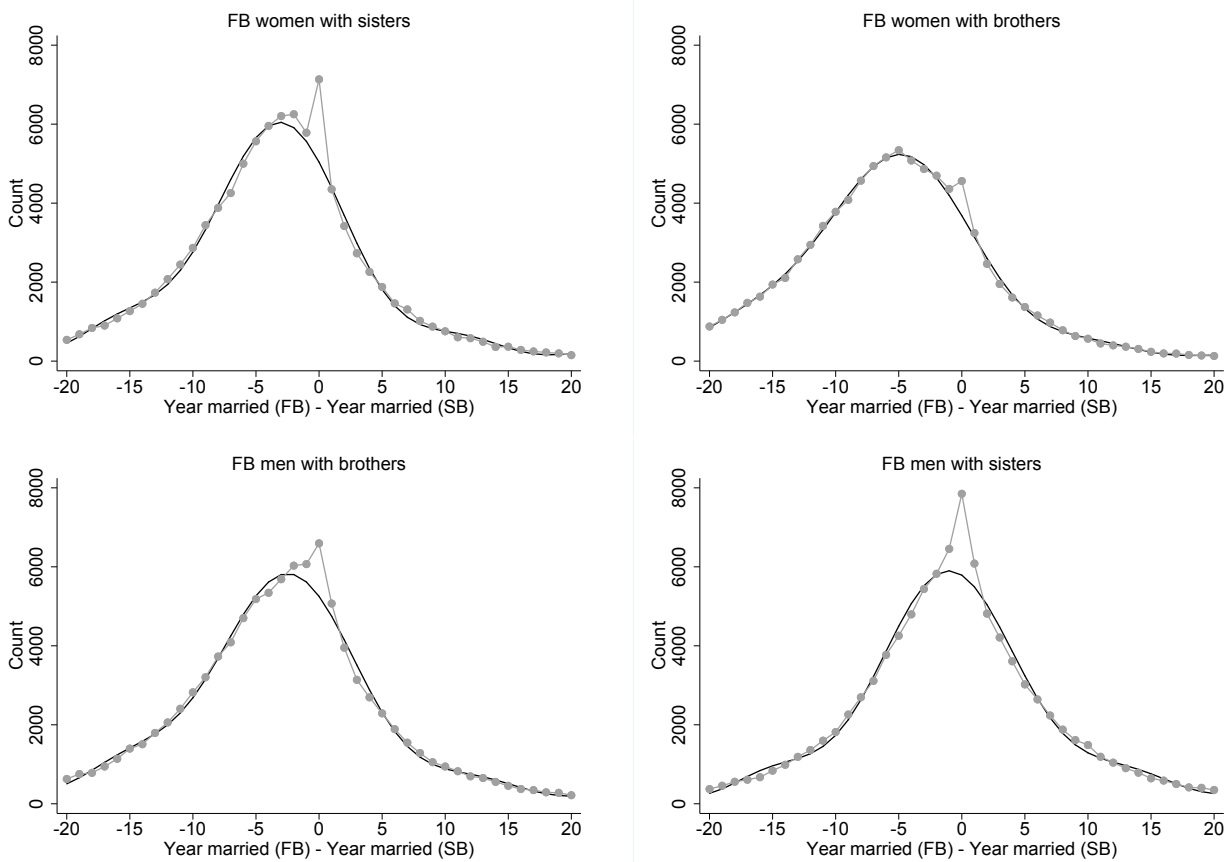 FB women with sisters
8000
6000
4000
2000
0
Count
-20 -15 -10 -5 0 5 10 15 20
Year married (FB) - Year married (SB)
FB women with brothers
8000
6000
4000
2000
0
Count
-20 -15 -10 -5 0 5 10 15 20
Year married (FB) - Year married (SB)
FB men with brothers
8000
6000
4000
2000
0
Count
-20 -15 -10 -5 0 5 10 15 20
Year married (FB) - Year married (SB)
FB men with sisters
8000
6000
4000
2000
0
Count
-20 -15 -10 -5 0 5 10 15 20
Year married (FB) - Year married (SB)